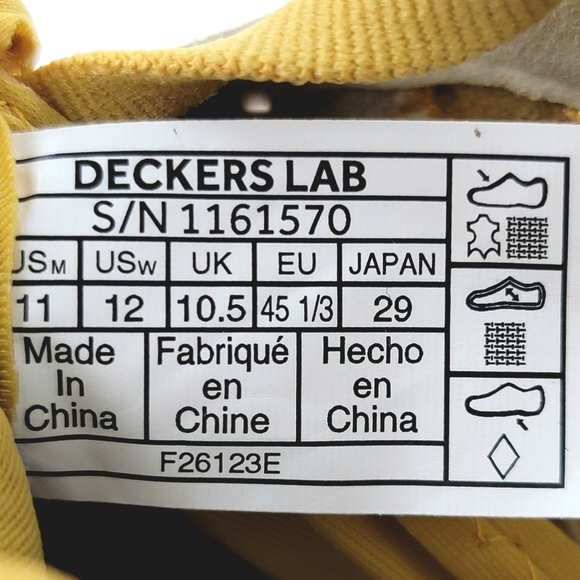 DECKERS LAB
S/N 1161570
USM USW UK EU JAPAN
11 12 10.5 45 1/3 29
Made Fabriqué Hecho
In en en
China Chine China
F26123E